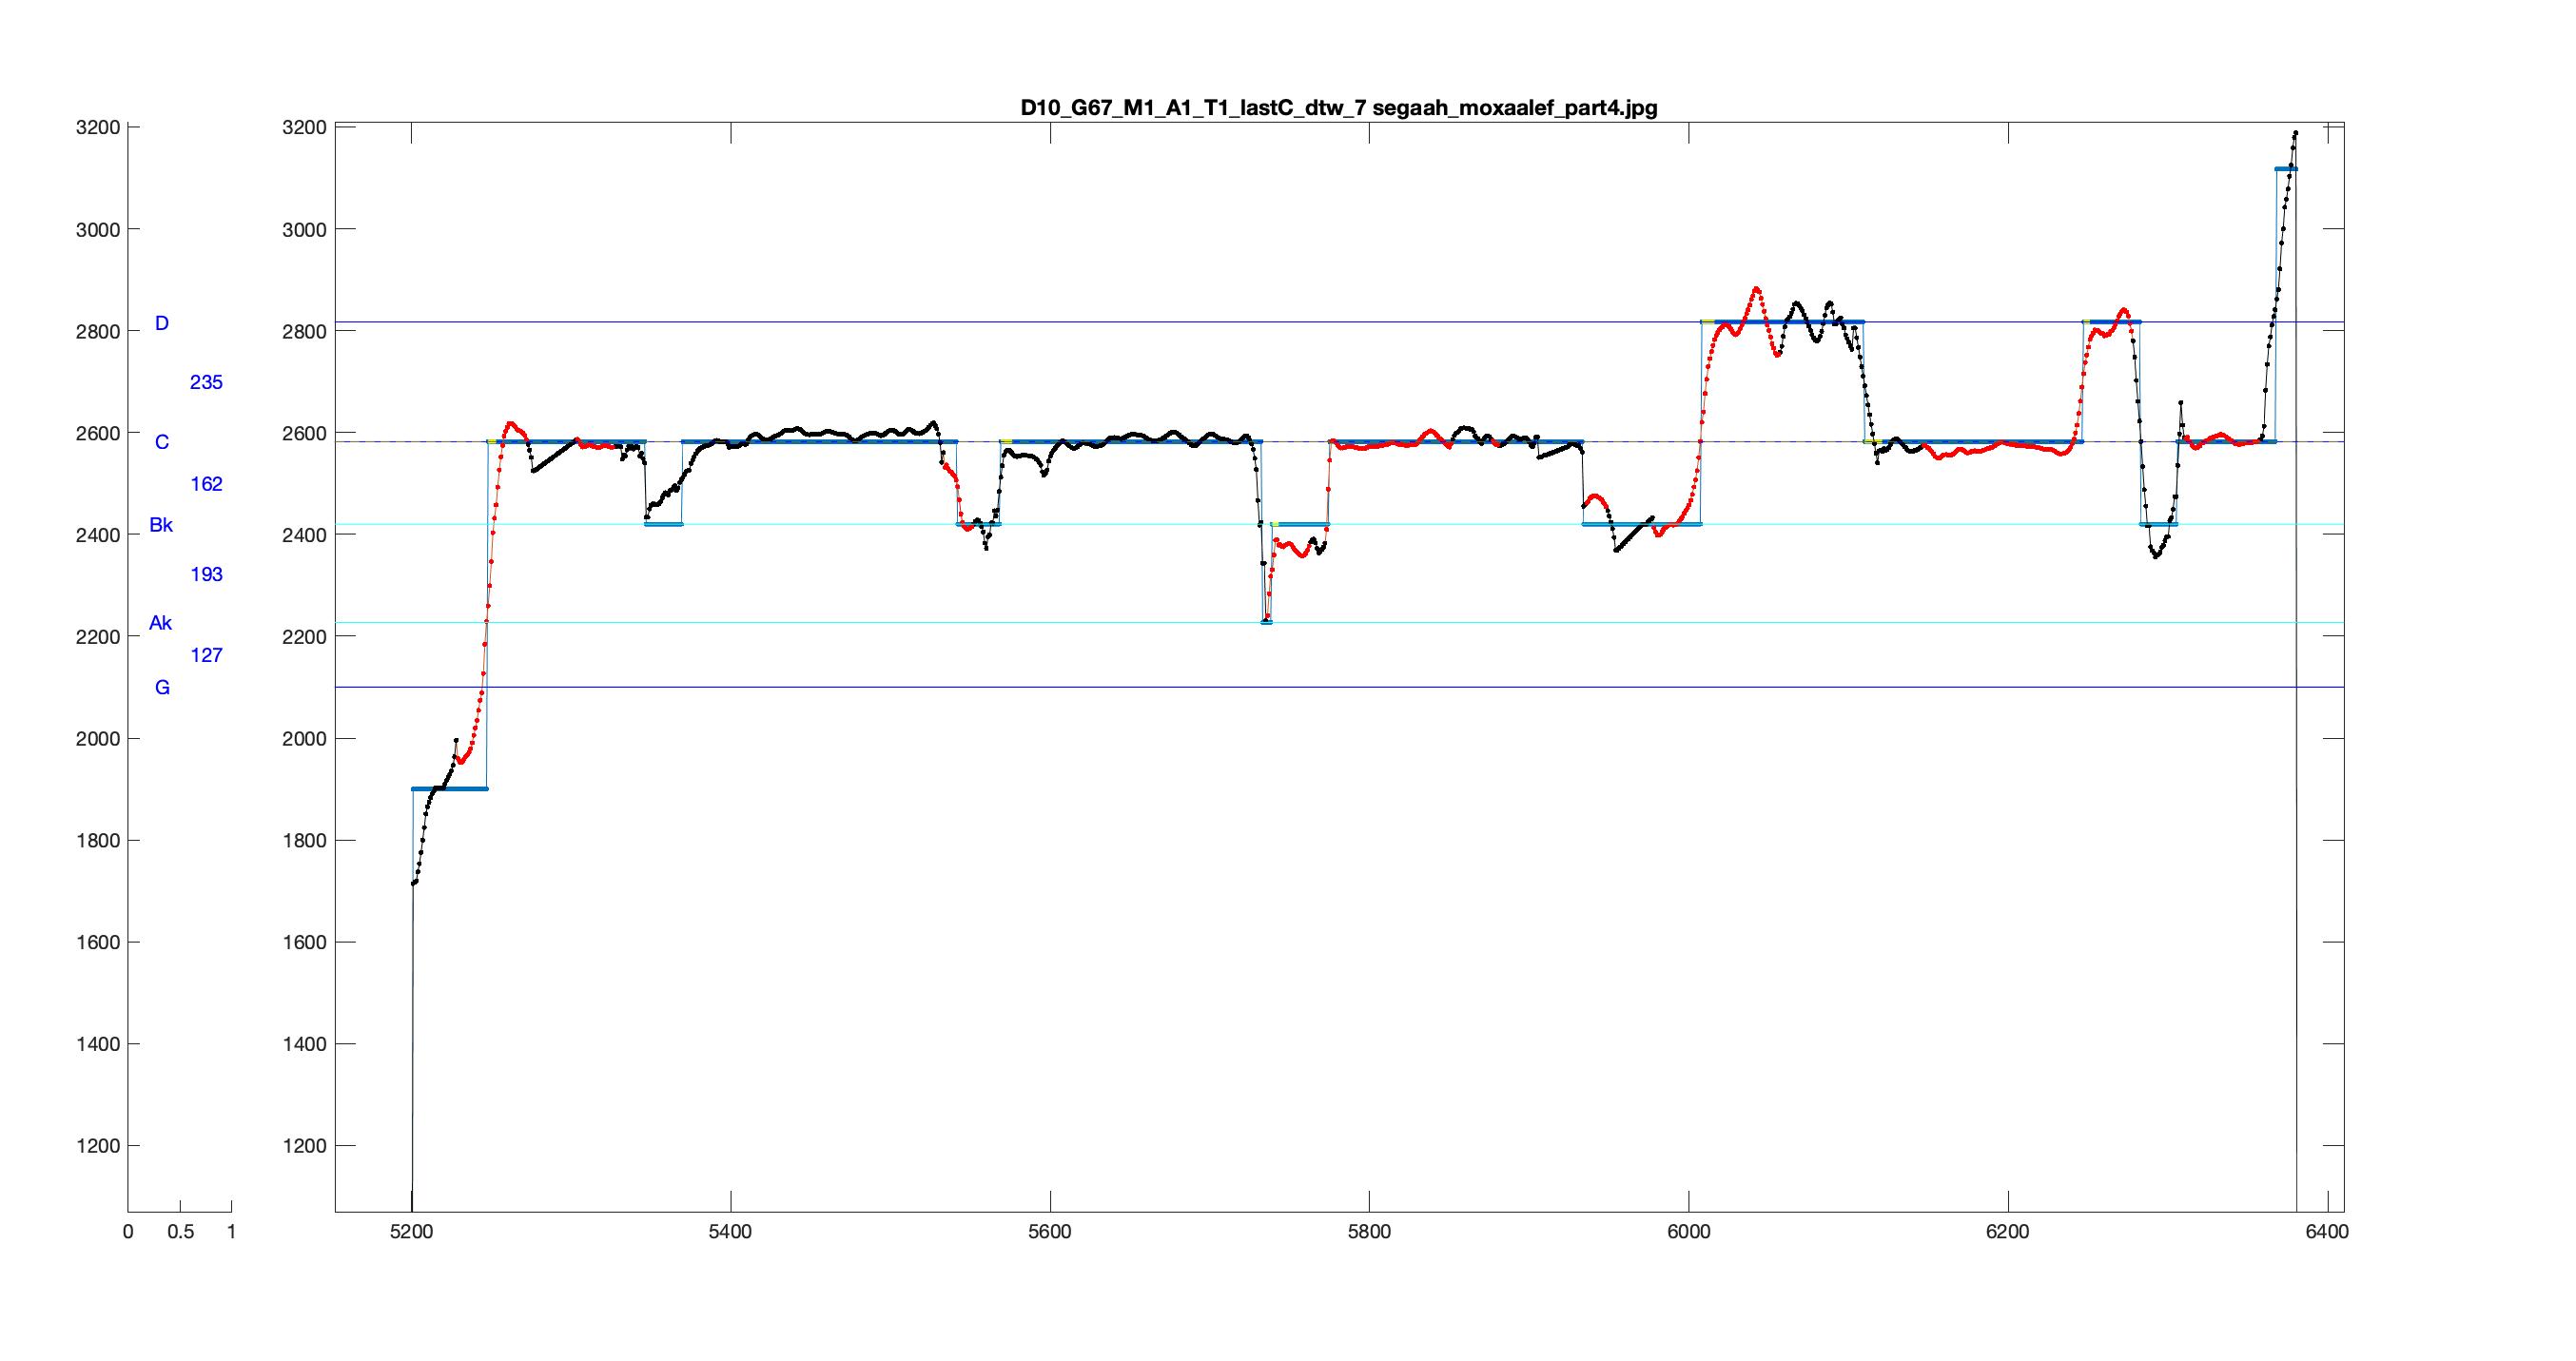 D10_G67_M1_A1_T1_lastC_dtw_7 segaah_moxaalef_part4.jpg
3200 3200
3000 3000
D
2800 2800
235
2600 2600
C
162
Bk
2400 2400
193
Ak
2200 2200
127
G
2000 2000
1800 1800
1600 1600
1400 1400
1200 1200
0 0.5 1 5200 5400 5600 5800 6000 6200 6400